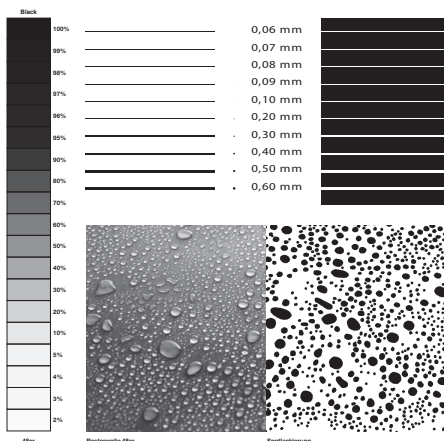 Black
100%
99%
98%
97%
96%
95%
90%
80%
70%
60%
50%
40%
30%
20%
10%
5%
4%
3%
2%
0,06 mm
0,07 mm
0,08 mm
0,09 mm
0,10 mm
0,20 mm
0,30 mm
0,40 mm
0,50 mm
0,60 mm